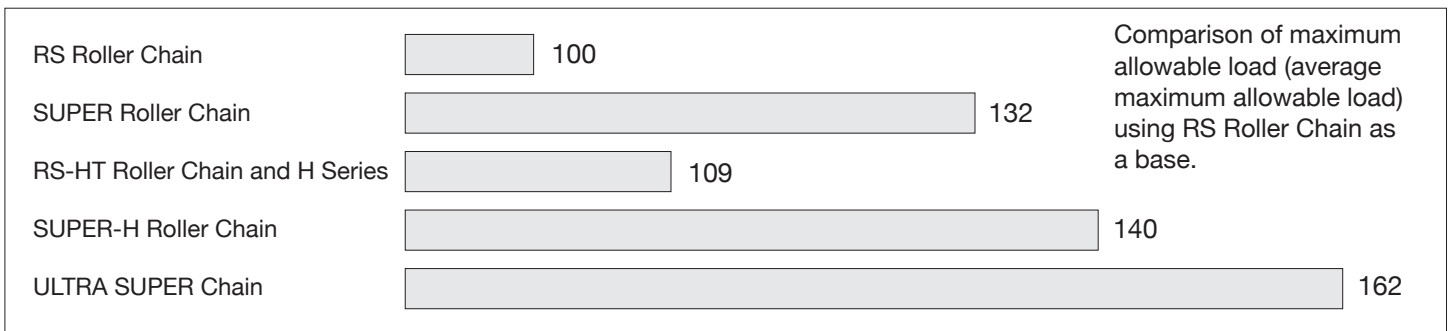 RS Roller Chain 100
SUPER Roller Chain 132
RS-HT Roller Chain and H Series 109
SUPER-H Roller Chain 140
ULTRA SUPER Chain 162
Comparison of maximum
allowable load (average
maximum allowable load)
using RS Roller Chain as
a base.